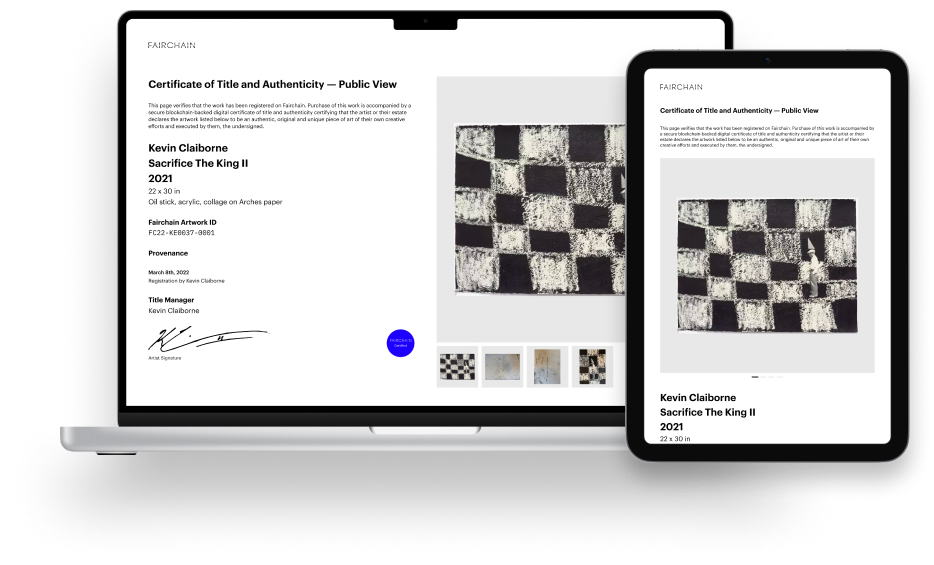 FAIRCHAIN
Certificate of Title and Authenticity — Public View
This page verifies that the work has been registered on Fairchain. Purchase of this work is accompanied by a
secure blockchain-backed digital certificate of title and authenticity certifying that the artist or their estate
declares the artwork listed below to be an authentic, original and unique piece of art of their own creative
efforts and executed by them, the undersigned.
Kevin Claiborne
Sacrifice The King II
2021
22 x 30 in
Oil stick, acrylic, collage on Arches paper
Fairchain Artwork ID
FC22-KE0037-0001
Provenance
March 8th, 2022
Registration by Kevin Claiborne
Title Manager
Kevin Claiborne
Artist Signature
FAIRCHAIN
Certified
FAIRCHAIN
Certificate of Title and Authenticity — Public View
This page verifies that the work has been registered on Fairchain. Purchase of this work is accompanied by
a secure blockchain-backed digital certificate of title and authenticity certifying that the artist or their
estate declares the artwork listed below to be an authentic, original and unique piece of art of their own
creative efforts and executed by them, the undersigned.
Kevin Claiborne
Sacrifice The King II
2021
22 x 30 in